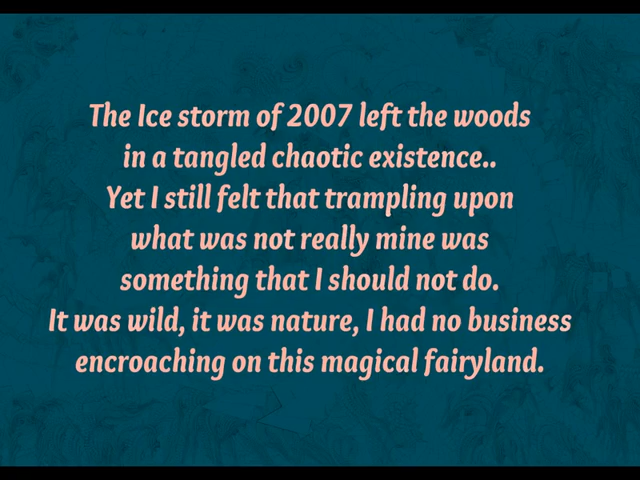 The Ice storm of 2007 left the woods
in a tangled chaotic existence..
Yet I still felt that trampling upon
what was not really mine was
something that I should not do.
It was wild, it was nature, I had no business
encroaching on this magical fairyland.